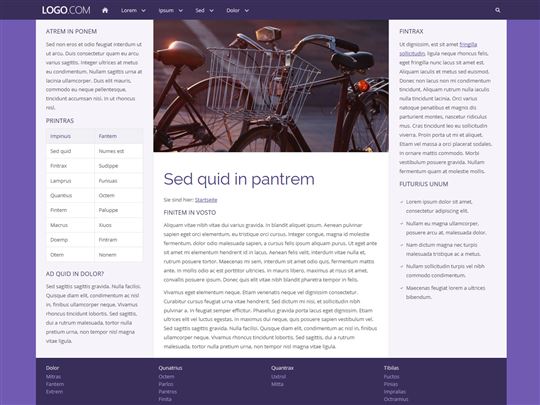 LOGO.COM
Lorem
Ipsum
Sed
Dolor
ATREM IN PONEM
Sed non eros et odio feugiat interdum ut
ut arcu. Duis consectetur quam eu arcu
varius sagittis. Integer ultrices at metus
eu condimentum. Nullam sagittis urna at
lacinia ullamcorper. Duis elit mauris,
commodo eu neque pellentesque,
tincidunt accumsan nisl. In ut rhoncus
nisl.
PRINTRAS
Impinus Fantem
Sed quid Numes est
Fintrax Sudippe
Lamprus Funiuas
Quantius Octem
Fintem Paluppe
Macrus Xiuos
Doemp Fintram
Otem Nonem
AD QUID IN DOLOR?
Sed sagittis sagittis gravida. Nulla facilisi.
Quisque diam elit, condimentum ac nisl
in, finibus ullamcorper neque. Vivamus
rhoncus tincidunt lobortis. Sed sagittis,
dui a rutrum malesuada, tortor nulla
pretium urna, non tempor nisl magna
vitae ligula.
Sed quid in pantrem
Sie sind hier: Startseite
FINITEM IN VOSTO
Aliquam vitae nibh vitae dui varius gravida. In blandit aliquet ipsum. Aenean pulvinar
sapien eget orci elementum, eu tristique orci cursus. Integer congue, magna id molestie
fermentum, dolor odio malesuada sapien, a cursus felis ipsum aliquam purus. Ut eget ante
sit amet mi elementum hendrerit id in lacus. Aenean felis velit, interdum vitae nulla et,
rutrum posuere tortor. Maecenas mi sem, interdum sit amet odio quis, fermentum mattis
ante. In mollis odio ac est porttitor ultricies. In mauris libero, maximus at risus sit amet,
convallis posuere ipsum. Donec quis elit vitae nibh blandit pharetra tempor in felis.
Vivamus eget elementum neque. Etiam venenatis neque vel dignissim consectetur.
Curabitur cursus feugiat urna vitae hendrerit. Sed dictum mi nisi, et sollicitudin nibh
pulvinar a. In feugiat semper efficitur. Phasellus gravida porta lacus eget dignissim. Etiam
ultrices elit vel luctus egestas. In maximus dui neque, quis posuere sapien vestibulum vel.
Sed sagittis sagittis gravida. Nulla facilisi. Quisque diam elit, condimentum ac nisl in, finibus
ullamcorper neque. Vivamus rhoncus tincidunt lobortis. Sed sagittis, dui a rutrum
malesuada, tortor nulla pretium urna, non tempor nisl magna vitae ligula.
FINTRAX
Ut dignissim, est sit amet fringilla
sollicitudin, ligula neque rhoncus felis,
eget fringilla nunc lacus sit amet est.
Aliquam iaculis et metus sed euismod.
Donec non lacus non mi condimentum
tincidunt. Aliquam rutrum nulla iaculis
nulla tincidunt lacinia. Orci varius
natoque penatibus et magnis dis
parturient montes, nascetur ridiculus
mus. Cras tincidunt leo eu sollicitudin
viverra. Proin porta ut mi et aliquet.
Etiam vel massa a orci placerat sodales,
in ornare mattis commodo. Morbi
vestibulum posuere gravida. Nullam
fermentum quam at molestie mollis.
FUTURIUS UNUM
Lorem ipsum dolor sit amet,
consectetur adipiscing elit.
Nullam eu magna ullamcorper,
posuere arcu at, malesuada dolor.
Nam dictum magna nec turpis
malesuada tristique ac a metus.
Nullam sollicitudin turpis vel nibh
commodo condimentum.
Maecenas feugiat lorem a ultrices
bibendum.
Dolor
Mitras
Fantem
Extrem
Qunatrius
Octem
Parlos
Pantros
Finita
Quantrax
Uxtrol
Mitta
Tibilas
Fuctos
Pinias
Impralias
Octramius